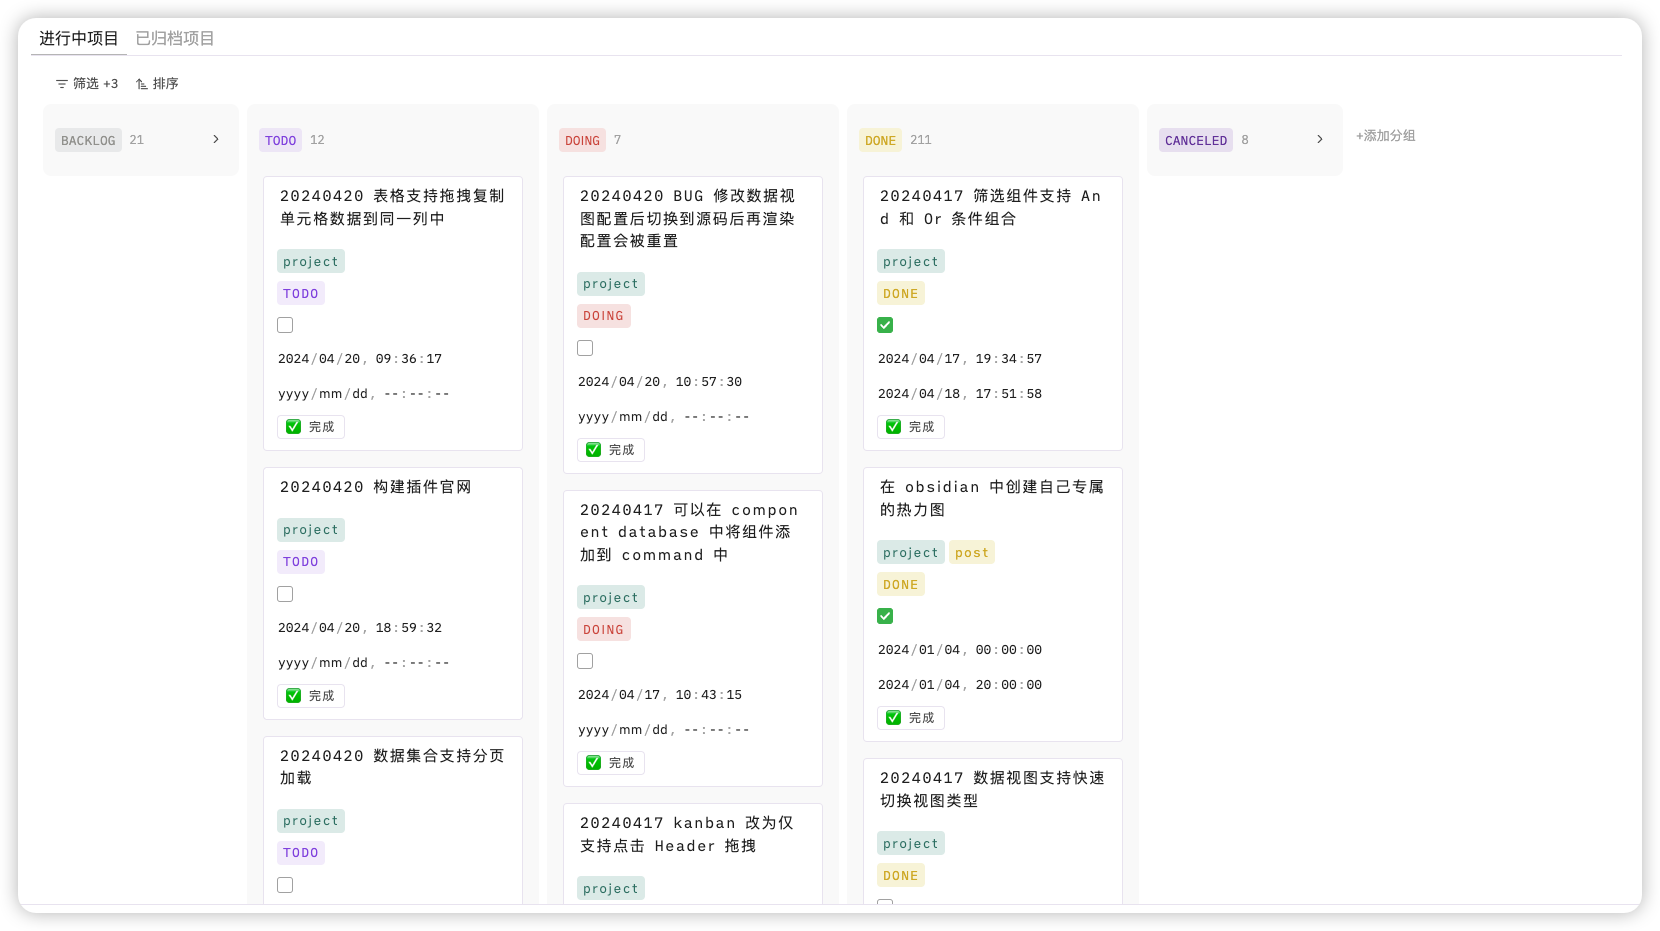 进行中项目 已归档项目
筛选 +3 排序
BACKLOG 21
TODO 12
20240420 表格支持拖拽复制
单元格数据到同一列中
project
TODO
2024/04/20, 09:36:17
yyyy/mm/dd, --:--:--
✅ 完成
20240420 构建插件官网
project
TODO
2024/04/20, 18:59:32
yyyy/mm/dd, --:--:--
✅ 完成
20240420 数据集合支持分页
加载
project
TODO
DOING 7
20240420 BUG 修改数据视
图配置后切换到源码后再渲染
配置会被重置
project
DOING
2024/04/20, 10:57:30
yyyy/mm/dd, --:--:--
✅ 完成
20240417 可以在 compon
ent database 中将组件添
加到 command 中
project
DOING
2024/04/17, 10:43:15
yyyy/mm/dd, --:--:--
✅ 完成
20240417 kanban 改为仅
支持点击 Header 拖拽
project
DONE 211
20240417 筛选组件支持 An
d 和 Or 条件组合
project
DONE
2024/04/17, 19:34:57
2024/04/18, 17:51:58
✅ 完成
在 obsidian 中创建自己专属
的热力图
project post
DONE
2024/01/04, 00:00:00
2024/01/04, 20:00:00
✅ 完成
20240417 数据视图支持快速
切换视图类型
project
DONE
CANCELED 8
+添加分组